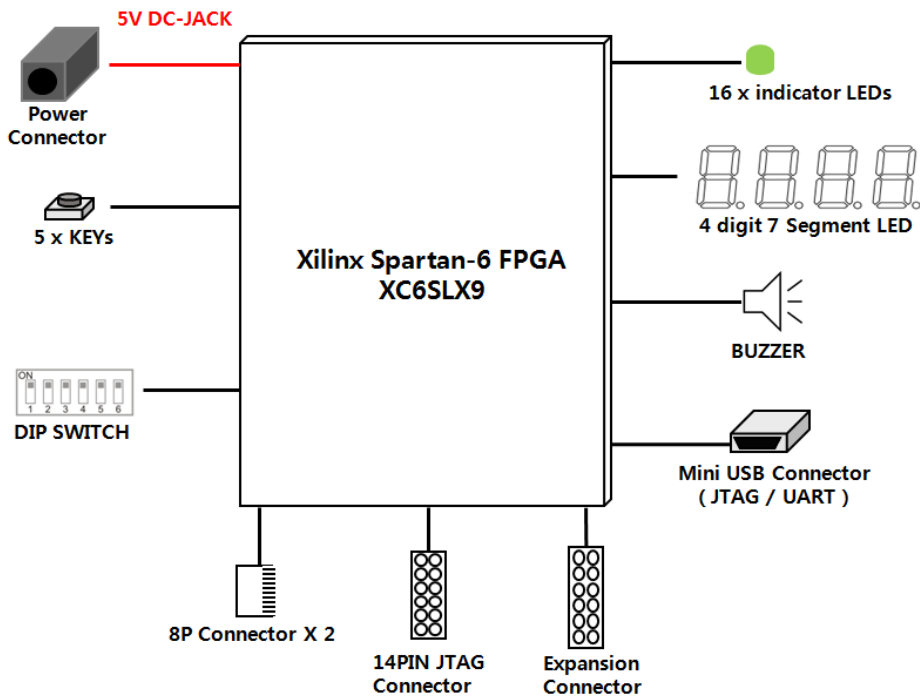 5V DC-JACK
Power
Connector
5 x KEYs
ON
1 2 3 4 5 6
DIP SWITCH
Xilinx Spartan-6 FPGA
XC6SLX9
16 x indicator LEDs
4 digit 7 Segment LED
BUZZER
Mini USB Connector
( JTAG / UART )
8P Connector X 2
14PIN JTAG
Connector
Expansion
Connector